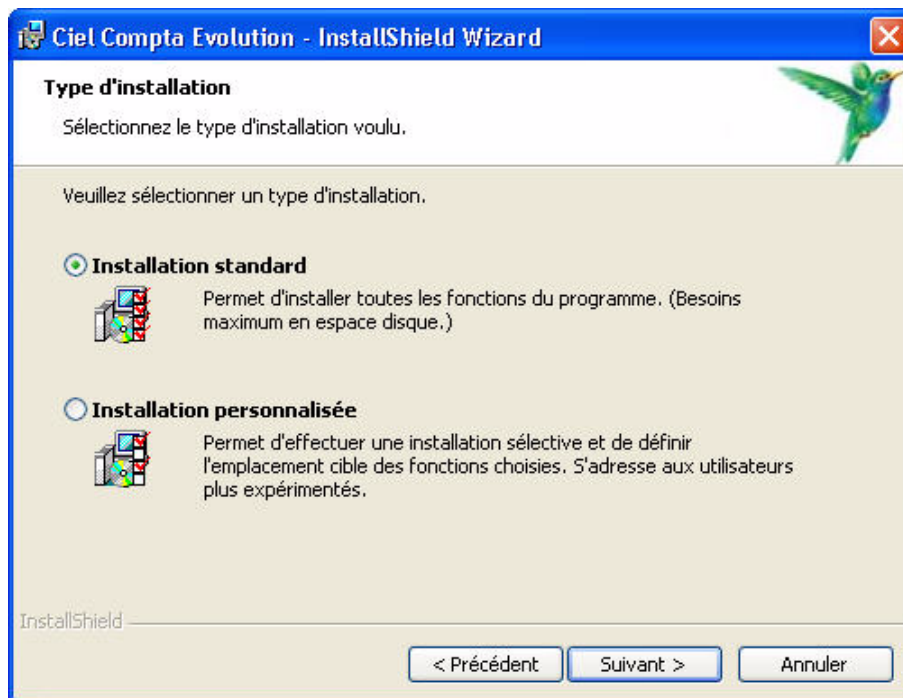 Ciel Compta Evolution - InstallShield Wizard
Type d'installation
Sélectionnez le type d'installation voulu.
Veuillez sélectionner un type d'installation.
Installation standard
Permet d'installer toutes les fonctions du programme. (Besoins
maximum en espace disque.)
Installation personnalisée
Permet d'effectuer une installation sélective et de définir
l'emplacement cible des fonctions choisies. S'adresse aux utilisateurs
plus expérimentés.
InstallShield
< Précédent Suivant > Annuler